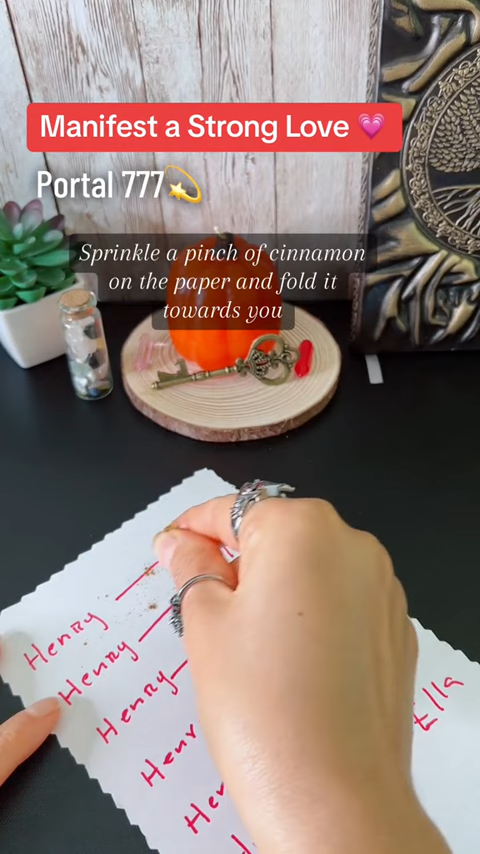 Manifest a Strong Love 💗
Portal 777💫
Sprinkle a pinch of cinnamon
on the paper and fold it
towards you
Henry
Henry
Henry
Ella